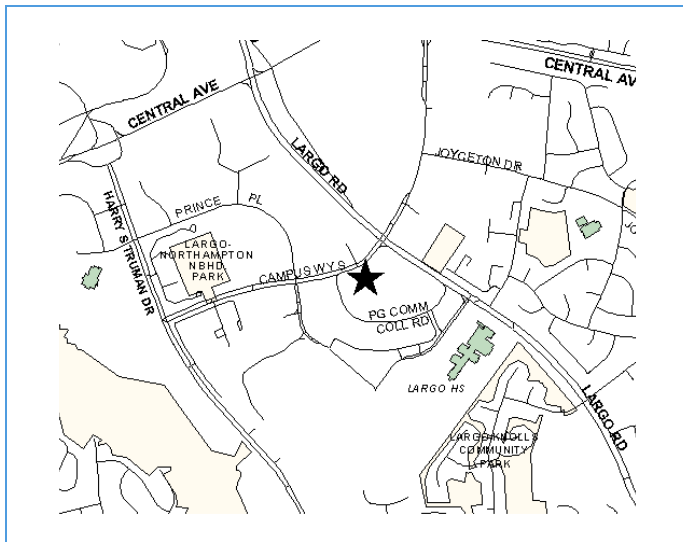 CENTRAL AVE
CENTRAL AV
LARGO RD
JOYCETON DR
HARRY S TRUMAN DR
PRINCE PL
LARGO-
NORTHAMPTON
NBHD
PARK
CAMPUS WY S
PG COMM
COLL RD
LARGO HS
LARGO RD
LARGO KNOLLS
COMMUNITY
PARK